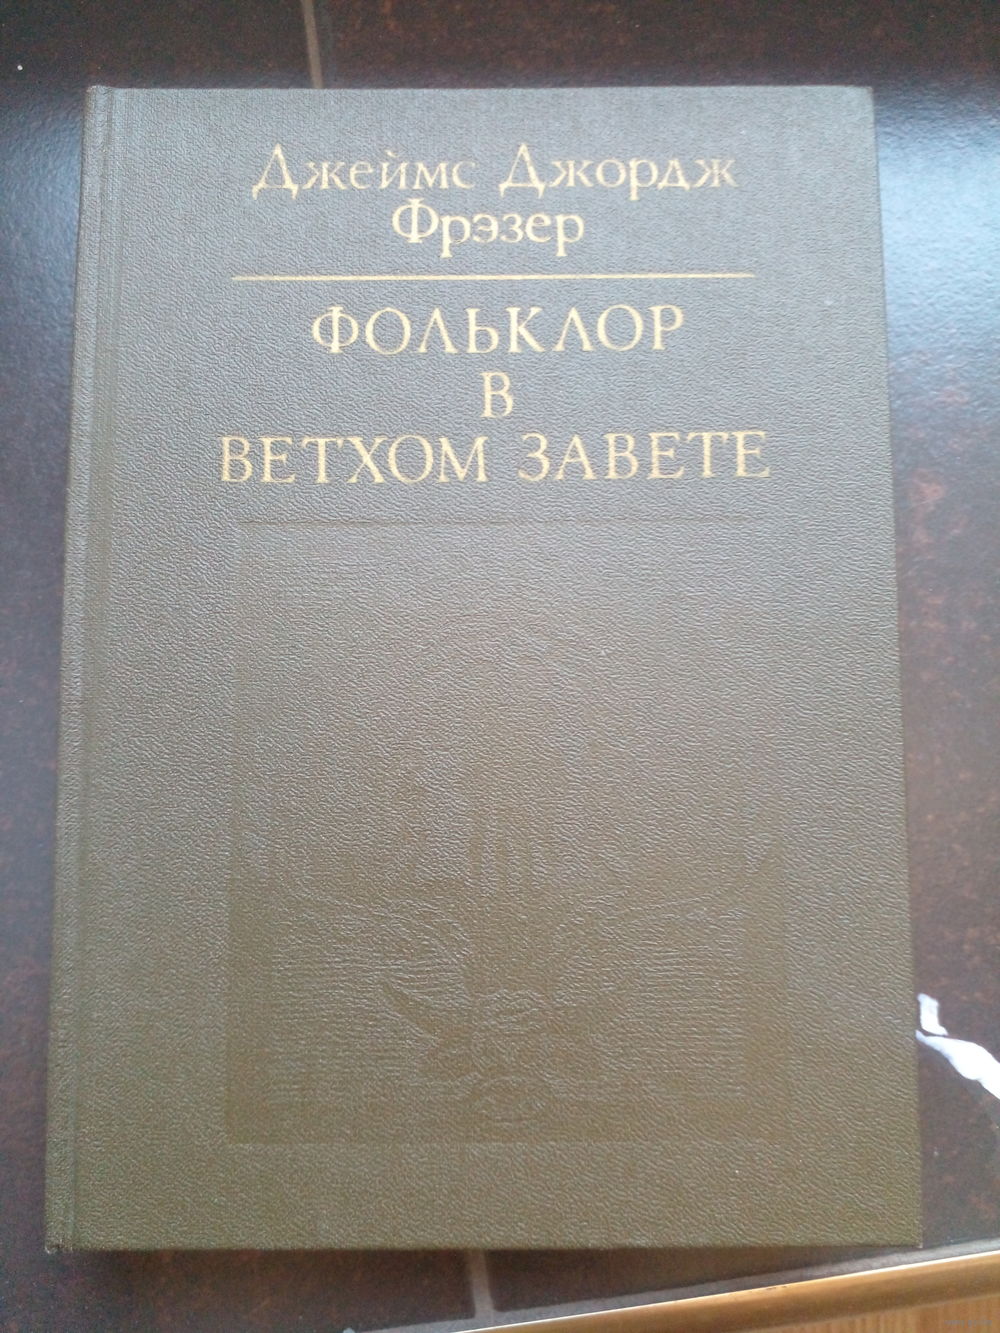 Джеймс Джордж
Фрэзер
ФОЛЬКЛОР
В
ВЕТХОМ ЗАВЕТЕ